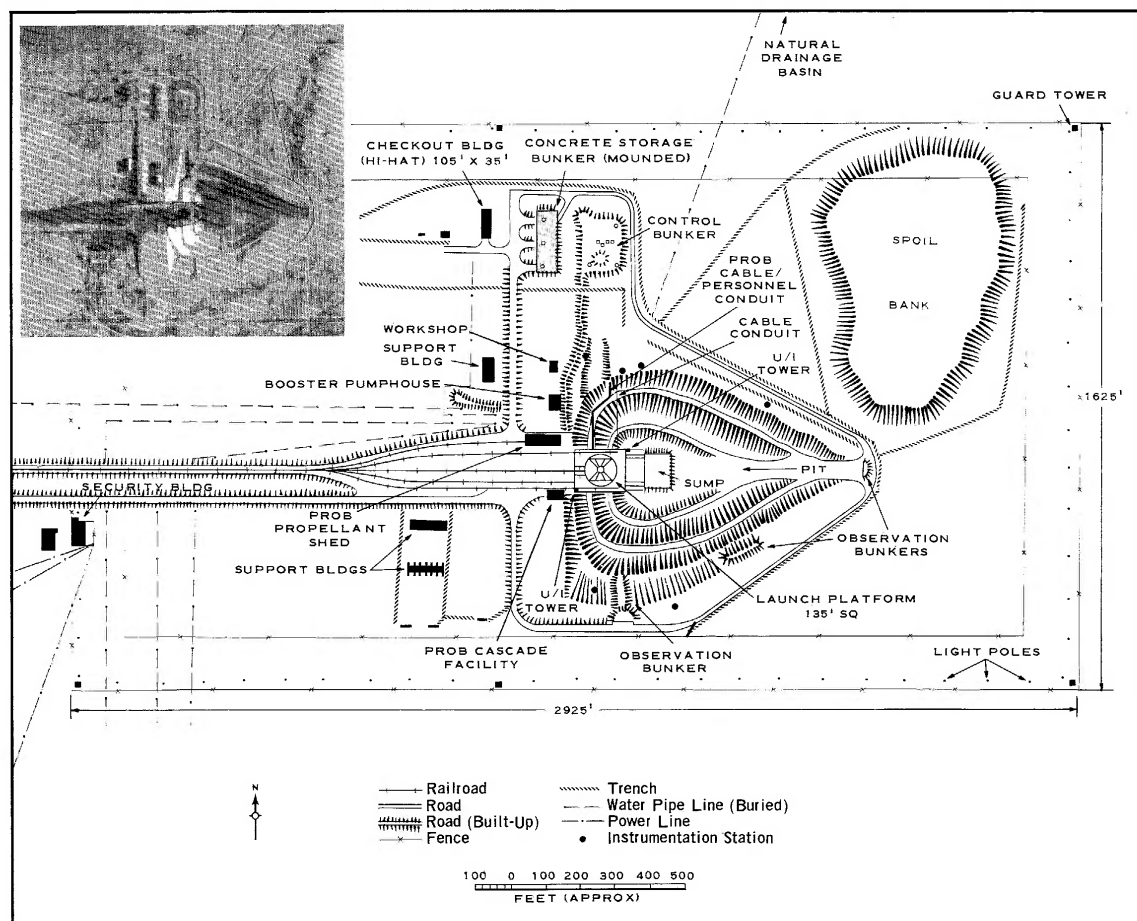 NATURAL
DRAINAGE
BASIN
GUARD TOWER
CHECKOUT BLDG
(HI-HAT) 105' X 35'
CONCRETE STORAGE
BUNKER (MOUNDED)
CONTROL
BUNKER
PROB
CABLE/
PERSONNEL
CONDUIT
CABLE
CONDUIT
U/I
TOWER
SPOIL
BANK
WORKSHOP
SUPPORT
BLDG
BOOSTER PUMPHOUSE
1625'
PIT
SUMP
SECURITY BLDG
PROB
PROPELLANT
SHED
SUPPORT BLDGS
U/I
TOWER
PROB CASCADE
FACILITY
OBSERVATION
BUNKER
OBSERVATION
BUNKERS
LAUNCH PLATFORM
135' SQ
LIGHT POLES
2925'
N
Railroad
Road
Road (Built-Up)
Fence
Trench
Water Pipe Line (Buried)
Power Line
Instrumentation Station
100 0 100 200 300 400 500
FEET (APPROX)